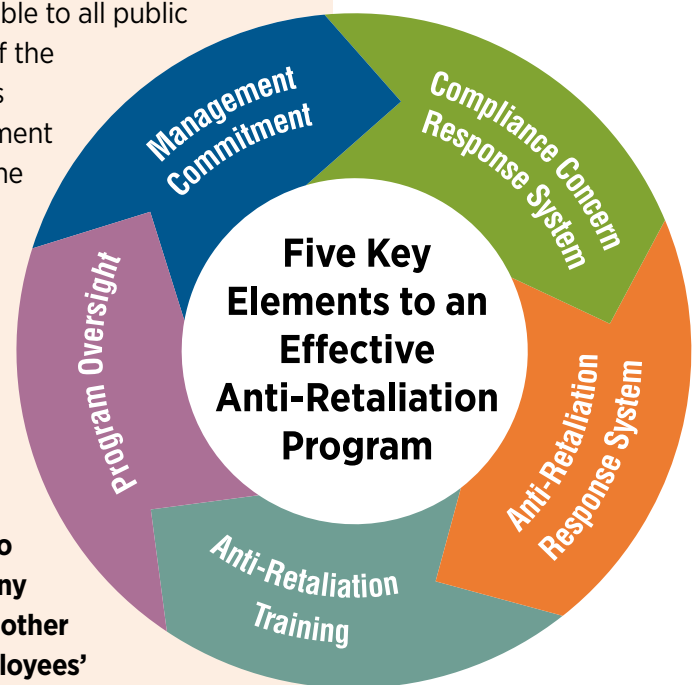 ble to all public
f the
s
ment
he
Management
Commitment
Compliance Concern
Response System
Anti-Retaliation
Response System
Anti-Retaliation
Training
Program Oversight
Five Key
Elements to an
Effective
Anti-Retaliation
Program
o
ny
other
loyees’